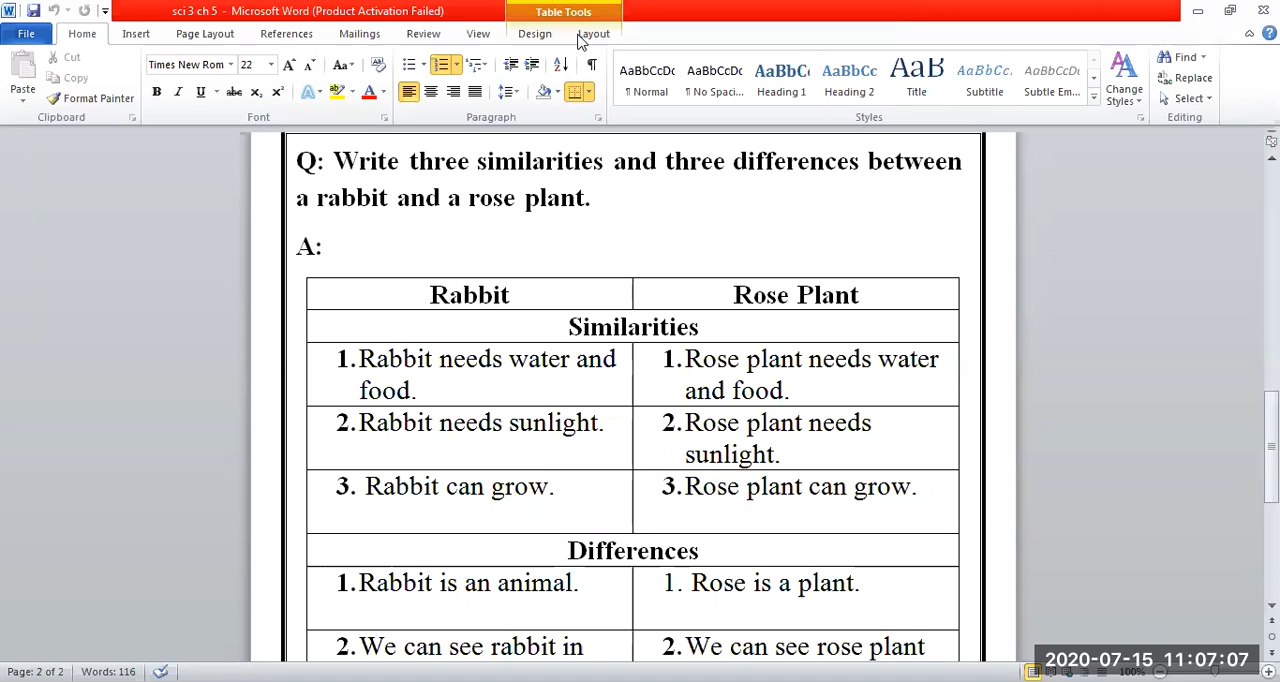 sci 3 ch 5 - Microsoft Word (Product Activation Failed)
Table Tools
File Home Insert Page Layout References Mailings Review View Design Layout
Paste
Cut
Copy
Format Painter
Clipboard
Times New Rom 22
Font
Paragraph
AaBbCcDc AaBbCcDc AaBbC AaBbCc AaB AaBbCc. AaBbCcDc
¶ Normal ¶ No Spaci... Heading 1 Heading 2 Title Subtitle Subtle Em...
Change
Styles
Styles
Find
Replace
Select
Editing
Q: Write three similarities and three differences between
a rabbit and a rose plant.
A:
Rabbit Rose Plant
Similarities
1. Rabbit needs water and
food.
1. Rose plant needs water
and food.
2. Rabbit needs sunlight.
2. Rose plant needs
sunlight.
3. Rabbit can grow.
3. Rose plant can grow.
Differences
1. Rabbit is an animal.
1. Rose is a plant.
2. We can see rabbit in
2. We can see rose plant
Page: 2 of 2 Words: 116
2020-07-15 11:07:07
100%